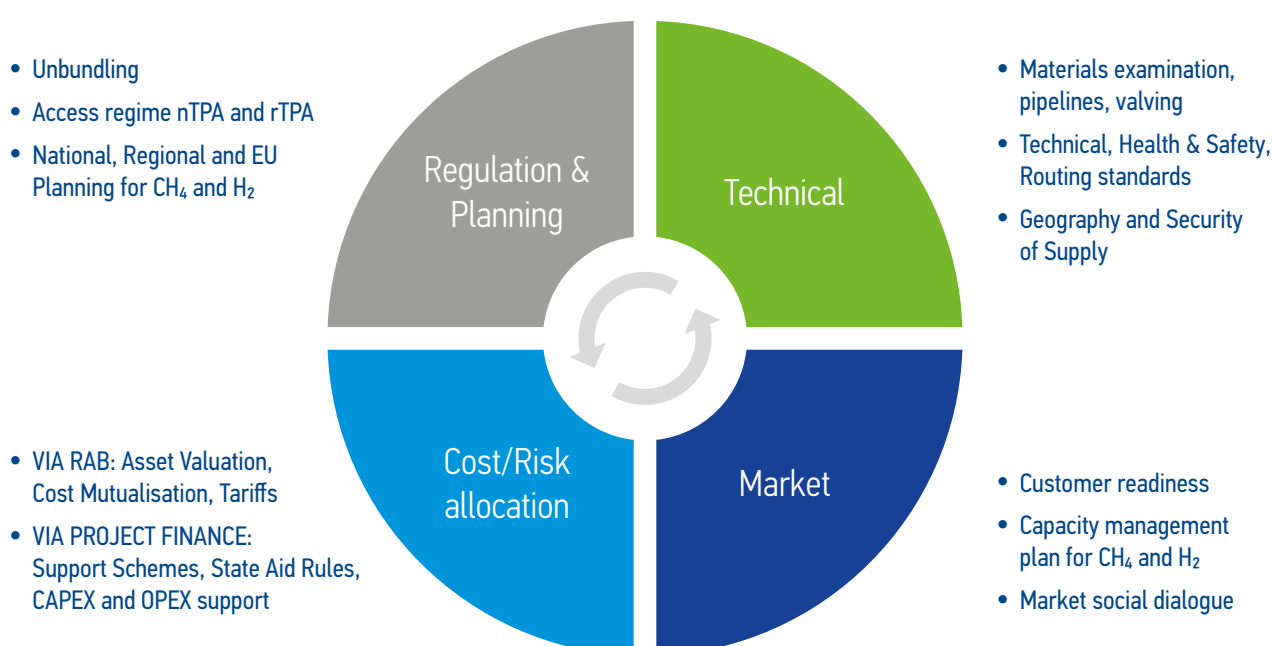 • Unbundling
• Access regime nTPA and rTPA
• National, Regional and EU
Planning for CH₄ and H₂
Regulation &
Planning
Technical
• Materials examination,
pipelines, valving
• Technical, Health & Safety,
Routing standards
• Geography and Security
of Supply
• VIA RAB: Asset Valuation,
Cost Mutualisation, Tariffs
• VIA PROJECT FINANCE:
Support Schemes, State Aid Rules,
CAPEX and OPEX support
Cost/Risk
allocation
Market
• Customer readiness
• Capacity management
plan for CH₄ and H₂
• Market social dialogue